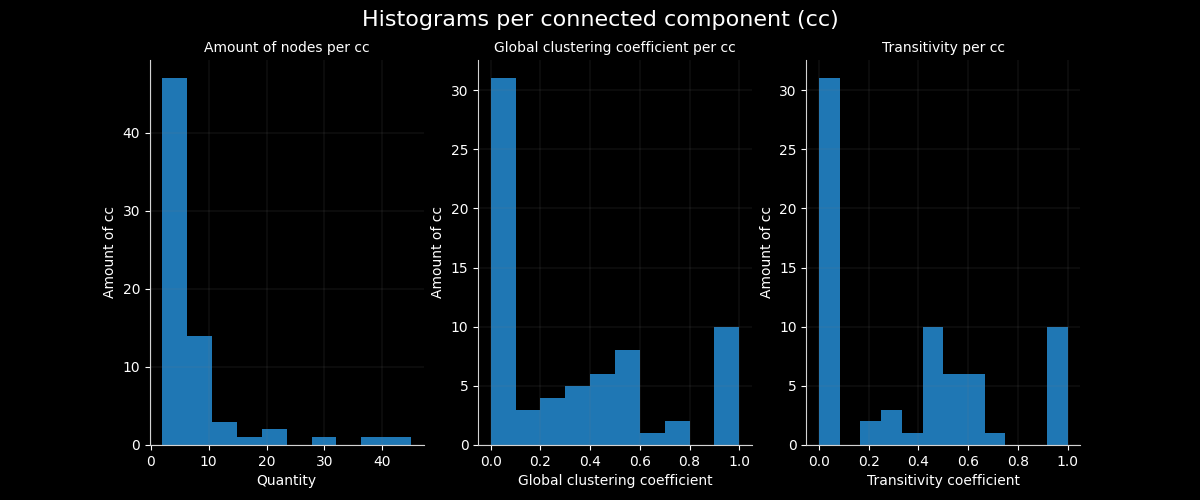 Histograms per connected component (cc)
Amount of nodes per cc
Amount of cc
40
30
20
10
0
0 10 20 30 40
Quantity
Global clustering coefficient per cc
Amount of cc
30
25
20
15
10
5
0
0.0 0.2 0.4 0.6 0.8 1.0
Global clustering coefficient
Transitivity per cc
Amount of cc
30
25
20
15
10
5
0
0.0 0.2 0.4 0.6 0.8 1.0
Transitivity coefficient